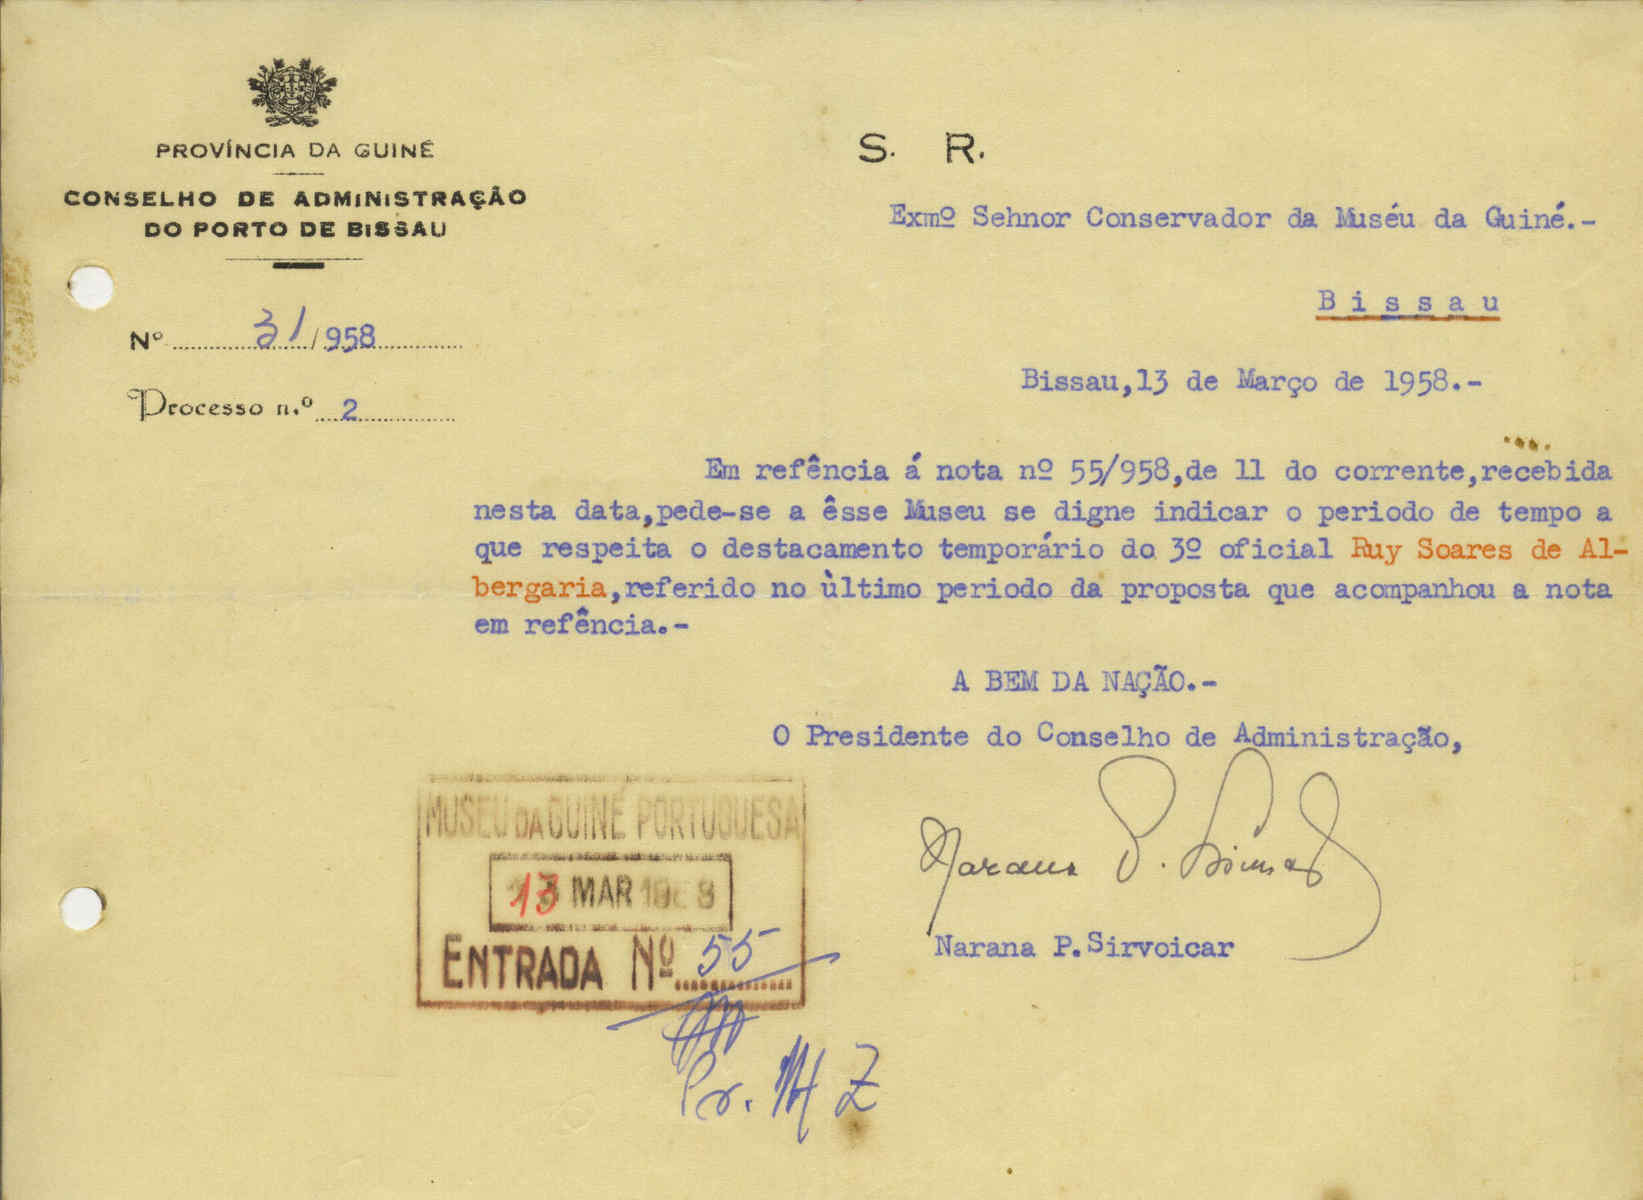 PROVÍNCIA DA GUINÉ
CONSELHO DE ADMINISTRAÇÃO
DO PORTO DE BISSAU
Nº 31/958
Processo n.º 2
S. R.
Exmº Sehnor Conservador da Muséu da Guiné.-
Bissau
Bissau,13 de Março de 1958.-
Em refência á nota nº 55/958,de 11 do corrente,recebida
nesta data,pede-se a êsse Museu se digne indicar o periodo de tempo a
que respeita o destacamento temporário do 3º oficial Ruy Soares de Al-
bergaria,referido no ùltimo periodo da proposta que acompanhou a nota
em refência.-
A BEM DA NAÇÃO.-
O Presidente do Conselho de Administração,
Narana P.
Narana P.Sirvoicar
MUSEU DA GUINÉ PORTUGUESA
13 MAR 1958
ENTRADA Nº 55
Pr.